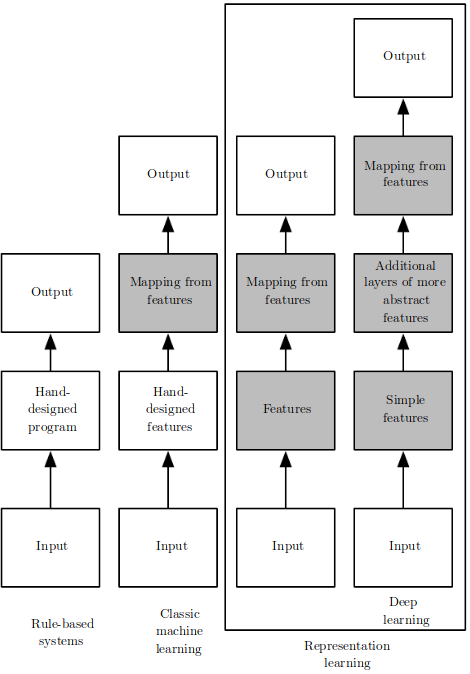 Output
Mapping from
features
Additional
layers of more
abstract
features
Simple
features
Input
Deep
learning
Output
Mapping from
features
Features
Input
Representation
learning
Output
Mapping from
features
Hand-
designed
features
Input
Classic
machine
learning
Output
Hand-
designed
program
Input
Rule-based
systems